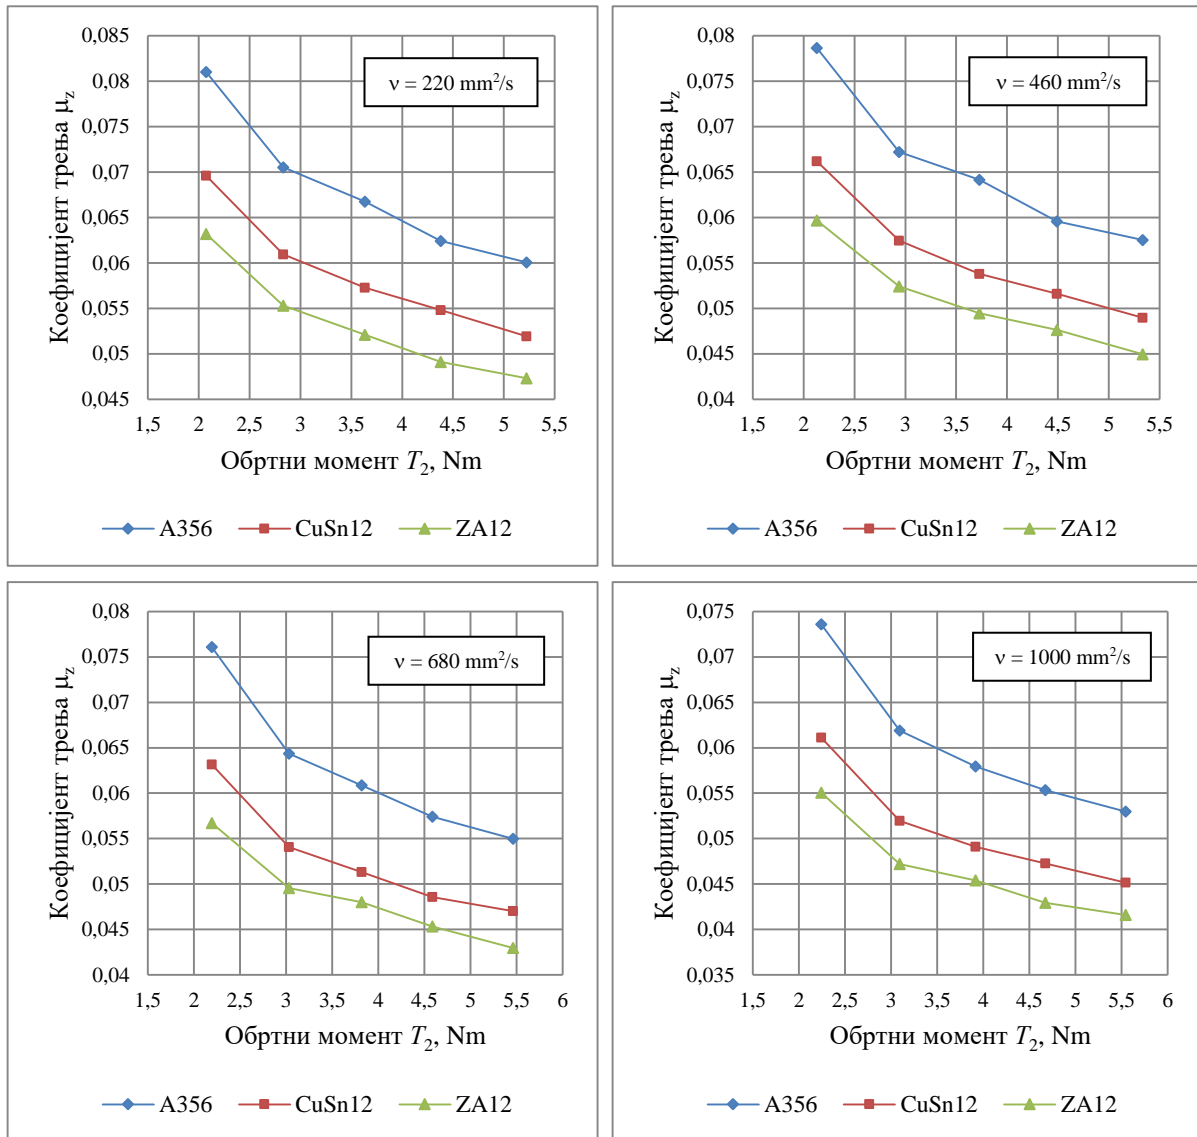 0,085
0,08
0,075
0,07
0,065
0,06
0,055
0,05
0,045
Коефицијент трења μz
ν = 220 mm²/s
1,5 2 2,5 3 3,5 4 4,5 5 5,5
Обртни момент T2, Nm
A356 CuSn12 ZA12
0,08
0,075
0,07
0,065
0,06
0,055
0,05
0,045
0,04
Коефицијент трења μz
ν = 460 mm²/s
1,5 2 2,5 3 3,5 4 4,5 5 5,5
Обртни момент T2, Nm
A356 CuSn12 ZA12
0,08
0,075
0,07
0,065
0,06
0,055
0,05
0,045
0,04
Коефицијент трења μz
ν = 680 mm²/s
1,5 2 2,5 3 3,5 4 4,5 5 5,5 6
Обртни момент T2, Nm
A356 CuSn12 ZA12
0,075
0,07
0,065
0,06
0,055
0,05
0,045
0,04
0,035
Коефицијент трења μz
ν = 1000 mm²/s
1,5 2 2,5 3 3,5 4 4,5 5 5,5 6
Обртни момент T2, Nm
A356 CuSn12 ZA12